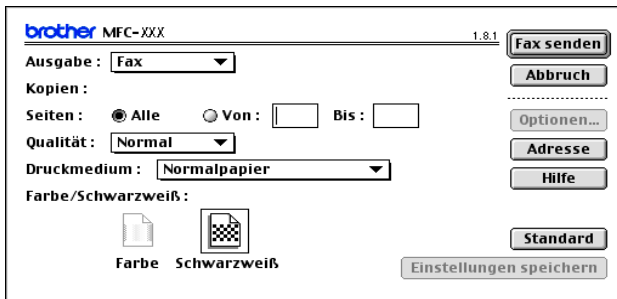 brother MFC-XXX
1.8.1
Fax senden
Ausgabe : Fax
Abbruch
Kopien :
Seiten : Alle Von : Bis :
Optionen...
Qualität : Normal
Adresse
Druckmedium : Normalpapier
Hilfe
Farbe/Schwarzweiß :
Farbe Schwarzweiß
Standard
Einstellungen speichern